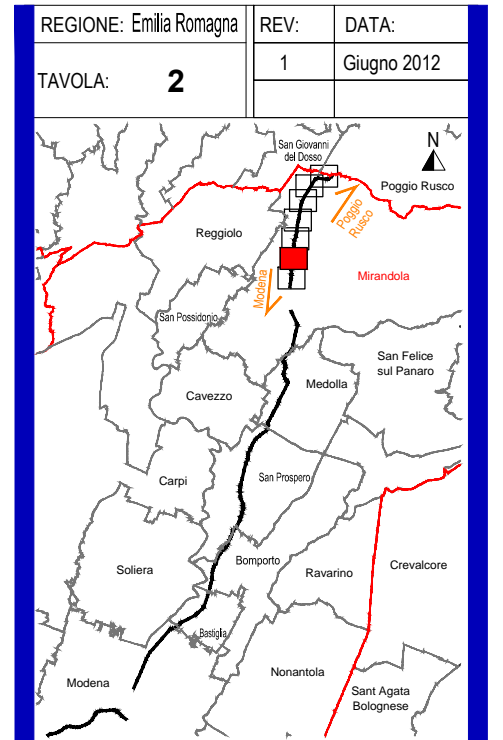 REGIONE: Emilia Romagna
REV:
DATA:
TAVOLA: 2
1
Giugno 2012
San Giovanni
del Dosso
N
Poggio Rusco
Poggio
Rusco
Reggiolo
Mirandola
Modena
San Possidonio
San Felice
sul Panaro
Medolla
Cavezzo
Carpi
San Prospero
Soliera
Bomporto
Ravarino
Crevalcore
Bastiglia
Nonantola
Modena
Sant Agata
Bolognese